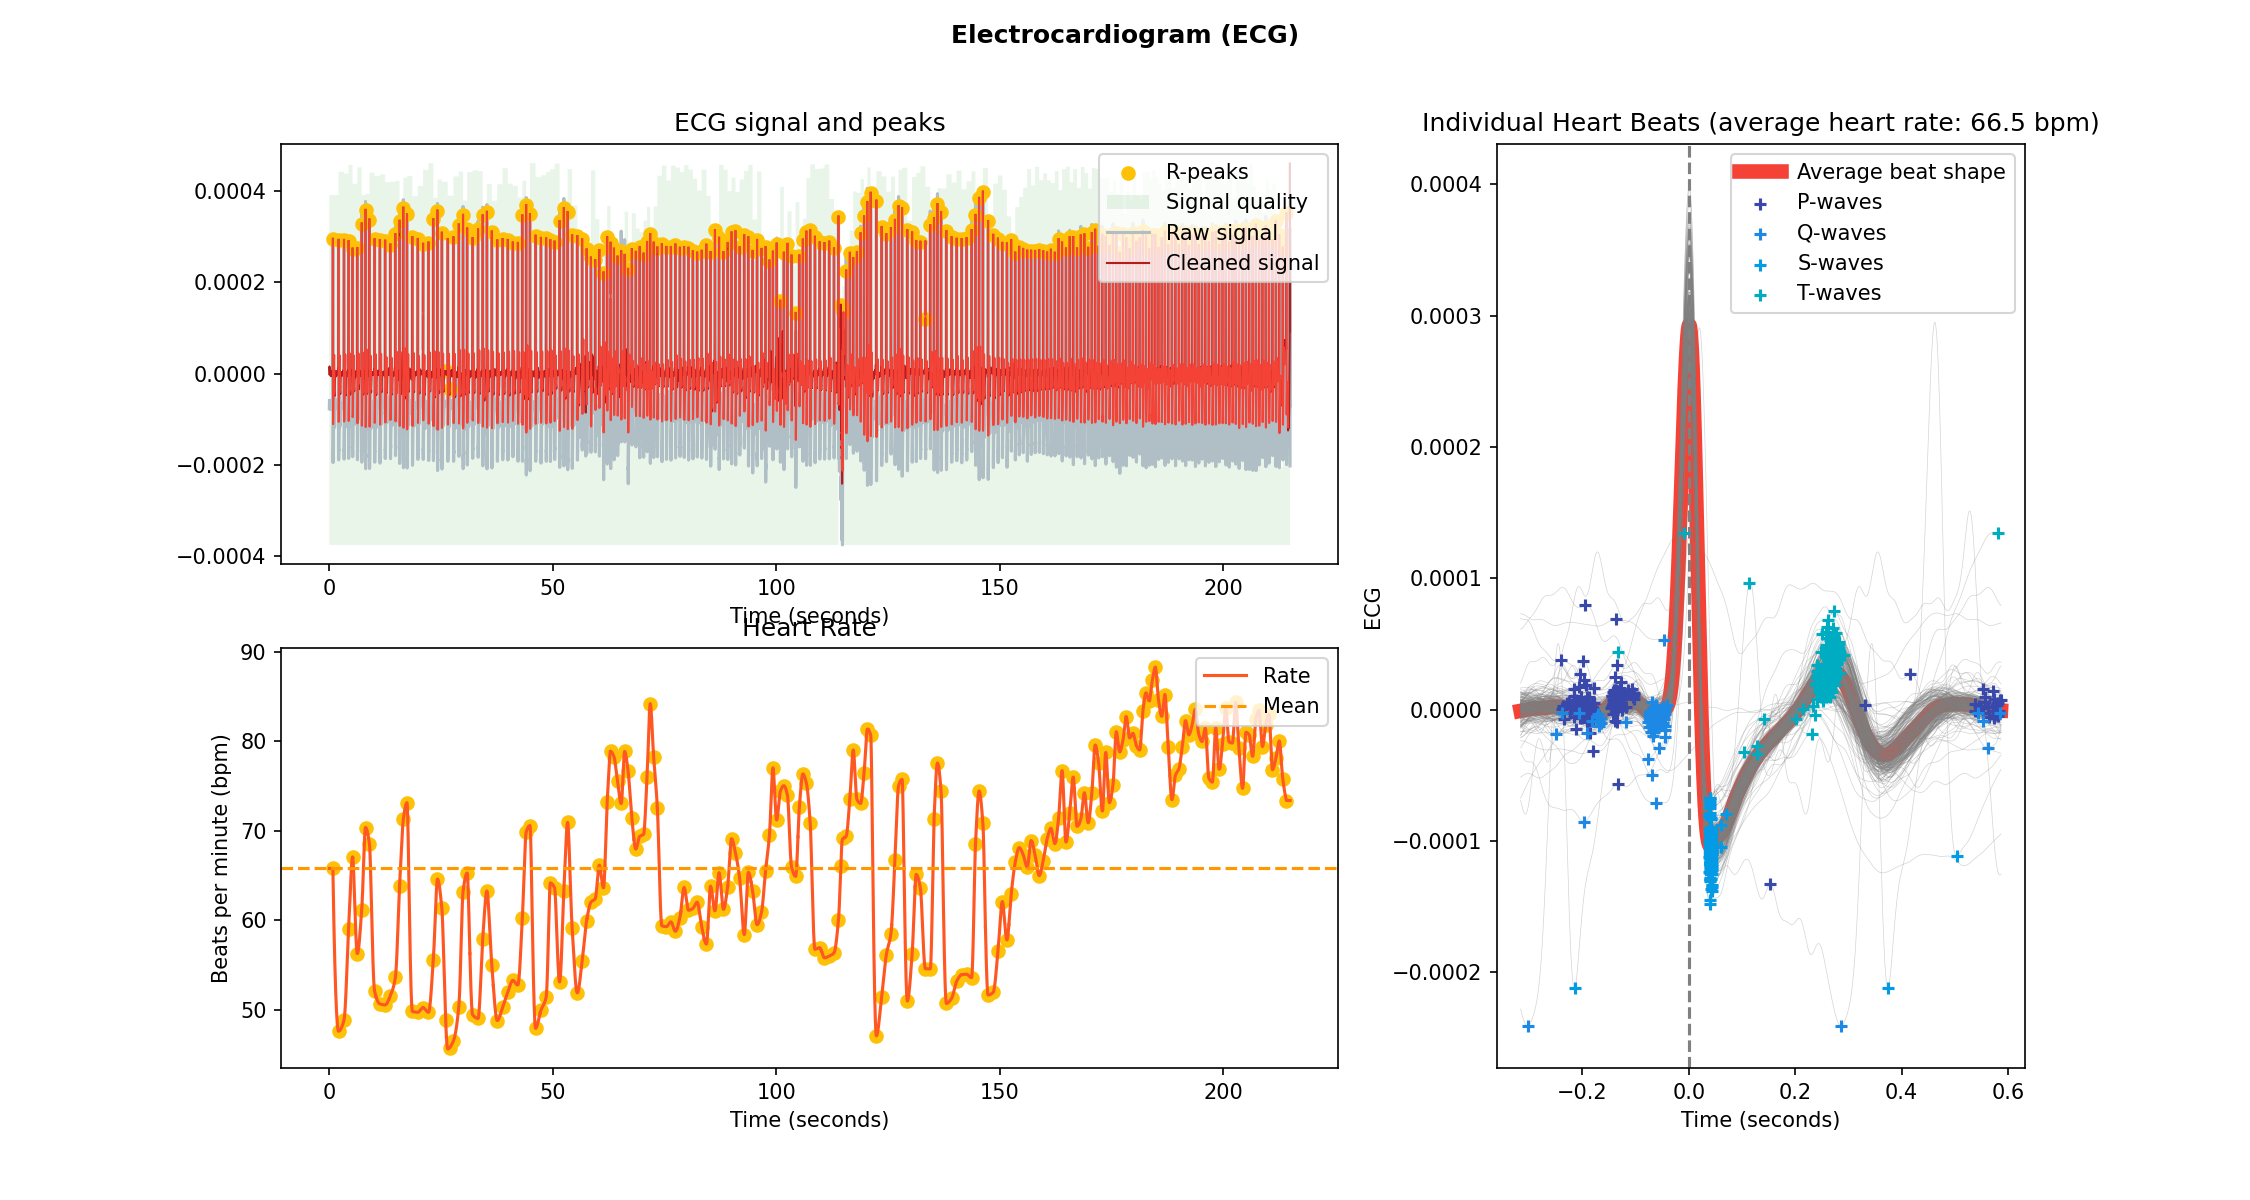 Electrocardiogram (ECG)
ECG signal and peaks
R-peaks
Signal quality
Raw signal
Cleaned signal
0.0004
0.0002
0.0000
−0.0002
−0.0004
0
50
100
150
200
Time (seconds)
Heart Rate
Rate
Mean
Beats per minute (bpm)
90
80
70
60
50
0
50
100
150
200
Time (seconds)
Individual Heart Beats (average heart rate: 66.5 bpm)
Average beat shape
P-waves
Q-waves
S-waves
T-waves
ECG
0.0004
0.0003
0.0002
0.0001
0.0000
−0.0001
−0.0002
−0.2
0.0
0.2
0.4
0.6
Time (seconds)